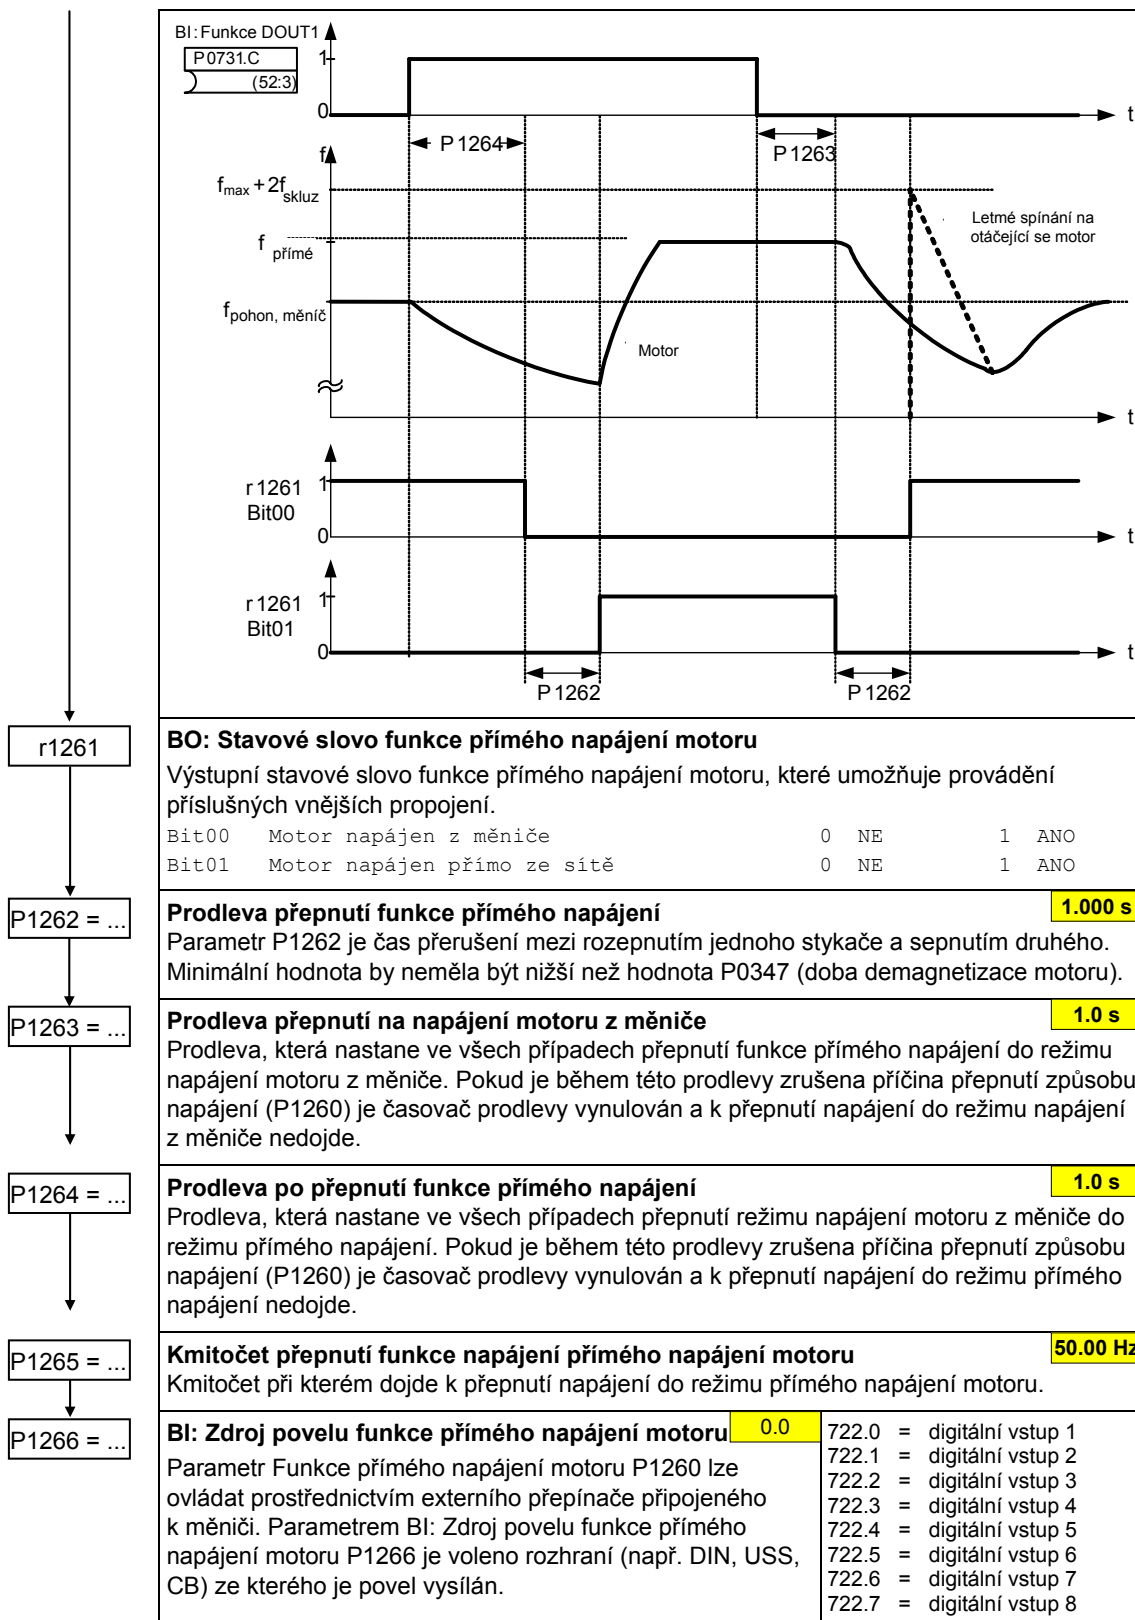 BI: Funkce DOUT1
P0731.C
(52:3)
1
0
t
P1264
P1263
f
fmax + 2fskluz
f přímé
fpohon, měníč
Letmé spínání na
otáčející se motor
Motor
t
r1261
Bit00
1
0
t
r1261
Bit01
1
0
t
P1262
P1262
r1261
BO: Stavové slovo funkce přímého napájení motoru
Výstupní stavové slovo funkce přímého napájení motoru, které umožňuje provádění
příslušných vnějších propojení.
Bit00 Motor napájen z měniče 0 NE 1 ANO
Bit01 Motor napájen přímo ze sítě 0 NE 1 ANO
P1262 = ...
Prodleva přepnutí funkce přímého napájení 1.000 s
Parametr P1262 je čas přerušení mezi rozepnutím jednoho stykače a sepnutím druhého.
Minimální hodnota by neměla být nižší než hodnota P0347 (doba demagnetizace motoru).
P1263 = ...
Prodleva přepnutí na napájení motoru z měniče 1.0 s
Prodleva, která nastane ve všech případech přepnutí funkce přímého napájení do režimu
napájení motoru z měniče. Pokud je během této prodlevy zrušena příčina přepnutí způsobu
napájení (P1260) je časovač prodlevy vynulován a k přepnutí napájení do režimu napájení
z měniče nedojde.
P1264 = ...
Prodleva po přepnutí funkce přímého napájení 1.0 s
Prodleva, která nastane ve všech případech přepnutí režimu napájení motoru z měniče do
režimu přímého napájení. Pokud je během této prodlevy zrušena příčina přepnutí způsobu
napájení (P1260) je časovač prodlevy vynulován a k přepnutí napájení do režimu přímého
napájení nedojde.
P1265 = ...
Kmitočet přepnutí funkce napájení přímého napájení motoru 50.00 Hz
Kmitočet při kterém dojde k přepnutí napájení do režimu přímého napájení motoru.
P1266 = ...
BI: Zdroj povelu funkce přímého napájení motoru 0.0
Parametr Funkce přímého napájení motoru P1260 lze
ovládat prostřednictvím externího přepínače připojeného
k měniči. Parametrem BI: Zdroj povelu funkce přímého
napájení motoru P1266 je voleno rozhraní (např. DIN, USS,
CB) ze kterého je povel vysílán.
722.0 = digitální vstup 1
722.1 = digitální vstup 2
722.2 = digitální vstup 3
722.3 = digitální vstup 4
722.4 = digitální vstup 5
722.5 = digitální vstup 6
722.6 = digitální vstup 7
722.7 = digitální vstup 8